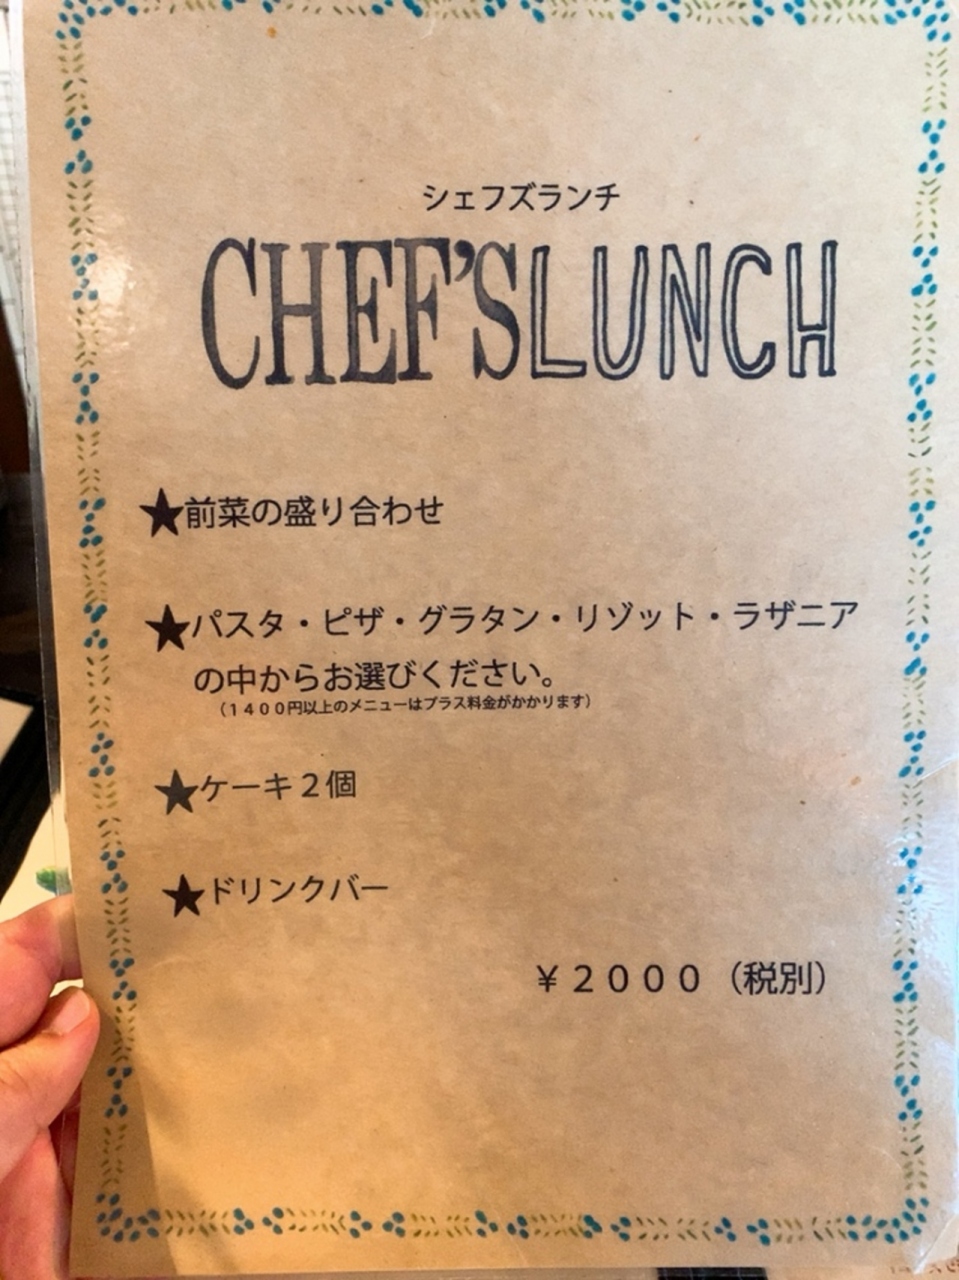 シェフズランチ
CHEF'S LUNCH
★前菜の盛り合わせ
★パスタ・ピザ・グラタン・リゾット・ラザニア
の中からお選びください。
（１４００円以上のメニューはプラス料金がかかります）
★ケーキ２個
★ドリンクバー
￥２０００（税別）